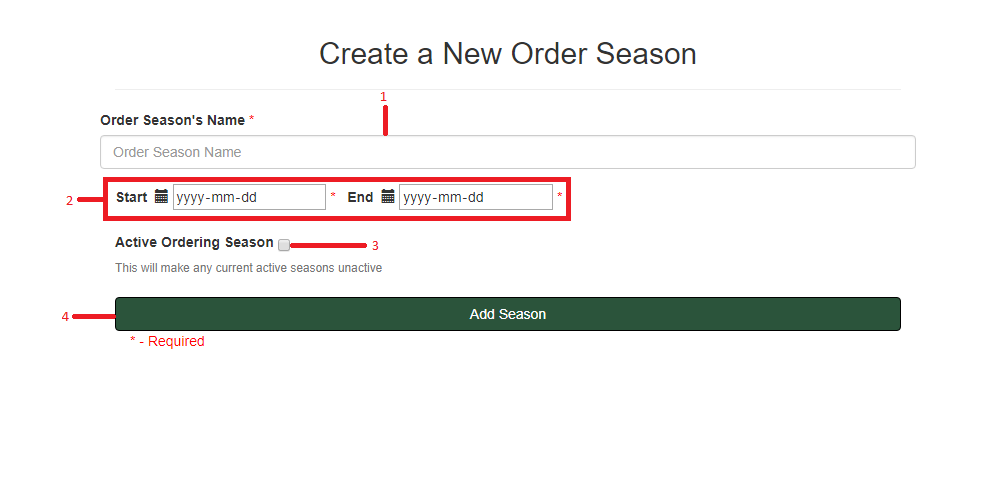 Create a New Order Season
1
Order Season's Name *
Order Season Name
2 Start yyyy-mm-dd * End yyyy-mm-dd *
Active Ordering Season 3
This will make any current active seasons unactive
4 Add Season
* - Required